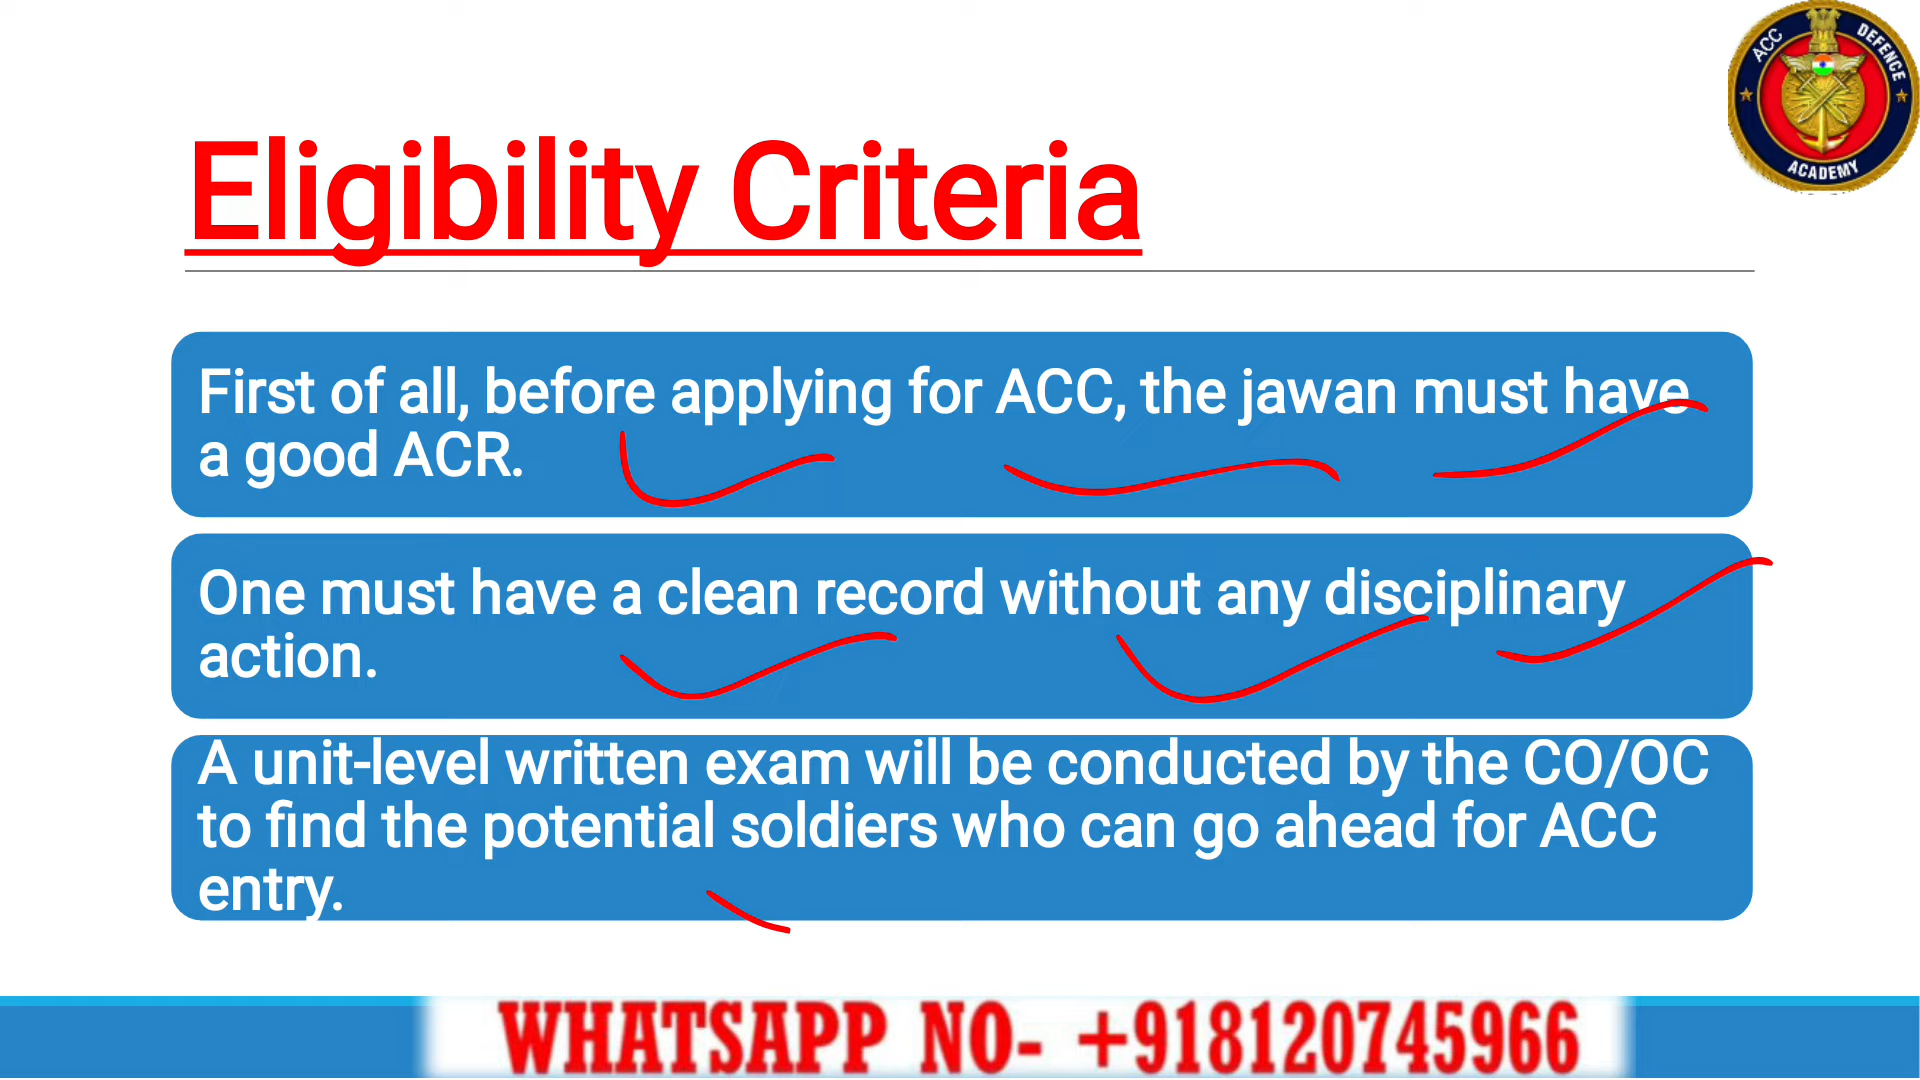 ACC DEFENCE
ACADEMY
Eligibility Criteria
First of all, before applying for ACC, the jawan must have
a good ACR.
One must have a clean record without any disciplinary
action.
A unit-level written exam will be conducted by the CO/OC
to find the potential soldiers who can go ahead for ACC
entry.
WHATSAPP NO- +918120745966